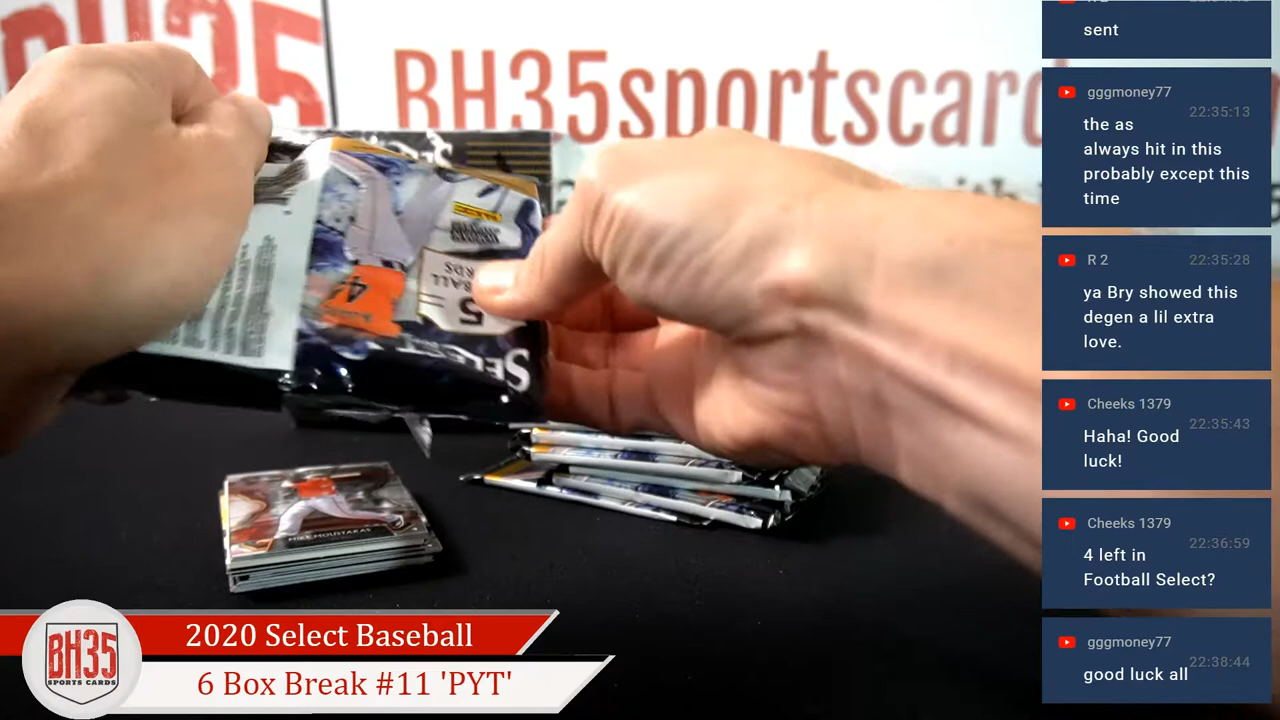 BH35
BH35sportscard
sent
gggmoney77
22:35:13
the as
always hit in this
probably except this
time
R 2
22:35:28
ya Bry showed this
degen a lil extra
love.
Cheeks 1379
22:35:43
Haha! Good
luck!
Cheeks 1379
22:36:59
4 left in
Football Select?
gggmoney77
22:38:44
good luck all
5
SELECT
MIKE MOUSTAKAS
BH35
SPORTS CARDS
2020 Select Baseball
6 Box Break #11 'PYT'